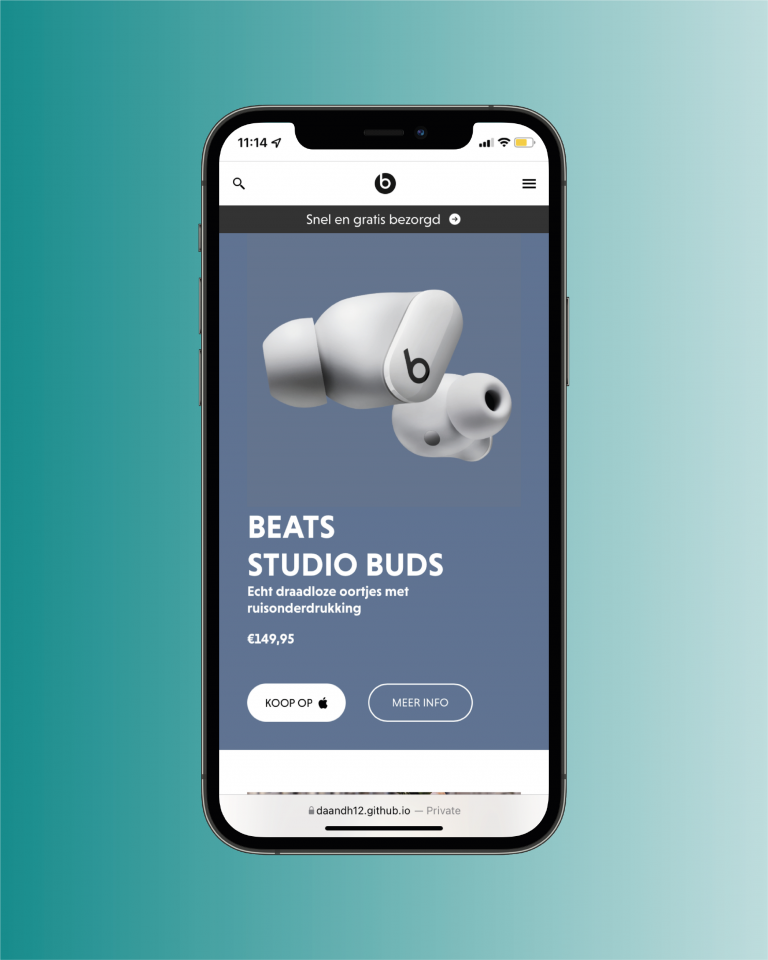 11:14
b
Snel en gratis bezorgd
b
BEATS
STUDIO BUDS
Echt draadloze oortjes met
ruisonderdrukking
€149,95
KOOP OP
MEER INFO
daandh12.github.io — Private